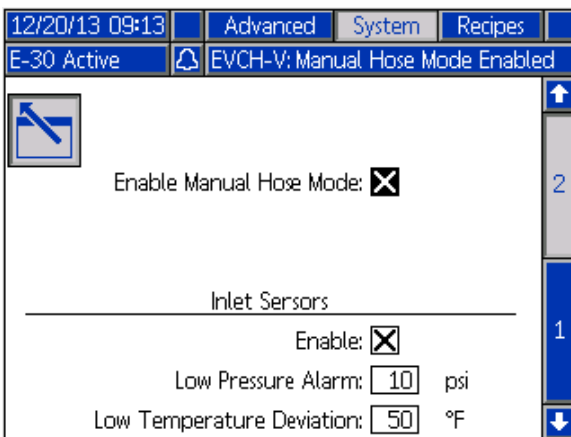 12/20/13 09:13 Advanced System Recipes
E-30 Active EVCH-V: Manual Hose Mode Enabled
Enable Manual Hose Mode:
2
Inlet Sensors
Enable:
1
Low Pressure Alarm: 10 psi
Low Temperature Deviation: 50 °F